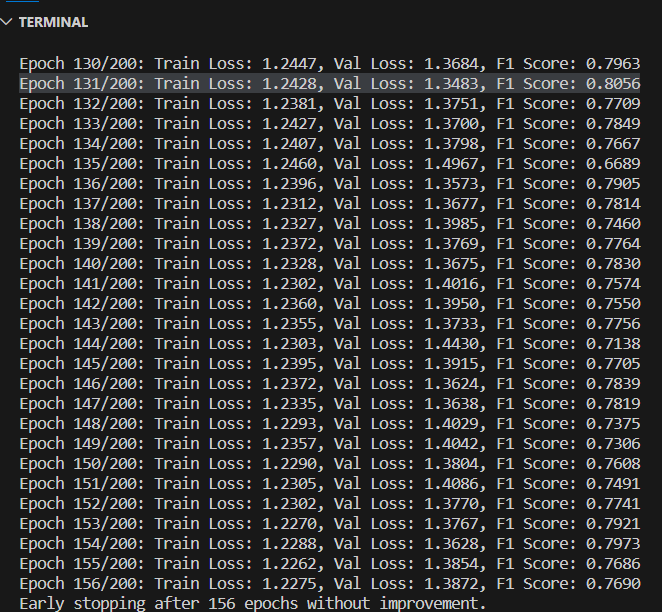 TERMINAL
Epoch 130/200: Train Loss: 1.2447, Val Loss: 1.3684, F1 Score: 0.7963
Epoch 131/200: Train Loss: 1.2428, Val Loss: 1.3483, F1 Score: 0.8056
Epoch 132/200: Train Loss: 1.2381, Val Loss: 1.3751, F1 Score: 0.7709
Epoch 133/200: Train Loss: 1.2427, Val Loss: 1.3700, F1 Score: 0.7849
Epoch 134/200: Train Loss: 1.2407, Val Loss: 1.3798, F1 Score: 0.7667
Epoch 135/200: Train Loss: 1.2460, Val Loss: 1.4967, F1 Score: 0.6689
Epoch 136/200: Train Loss: 1.2396, Val Loss: 1.3573, F1 Score: 0.7905
Epoch 137/200: Train Loss: 1.2312, Val Loss: 1.3677, F1 Score: 0.7814
Epoch 138/200: Train Loss: 1.2327, Val Loss: 1.3985, F1 Score: 0.7460
Epoch 139/200: Train Loss: 1.2372, Val Loss: 1.3769, F1 Score: 0.7764
Epoch 140/200: Train Loss: 1.2328, Val Loss: 1.3675, F1 Score: 0.7830
Epoch 141/200: Train Loss: 1.2302, Val Loss: 1.4016, F1 Score: 0.7574
Epoch 142/200: Train Loss: 1.2360, Val Loss: 1.3950, F1 Score: 0.7550
Epoch 143/200: Train Loss: 1.2355, Val Loss: 1.3733, F1 Score: 0.7756
Epoch 144/200: Train Loss: 1.2303, Val Loss: 1.4430, F1 Score: 0.7138
Epoch 145/200: Train Loss: 1.2395, Val Loss: 1.3915, F1 Score: 0.7705
Epoch 146/200: Train Loss: 1.2372, Val Loss: 1.3624, F1 Score: 0.7839
Epoch 147/200: Train Loss: 1.2335, Val Loss: 1.3638, F1 Score: 0.7819
Epoch 148/200: Train Loss: 1.2293, Val Loss: 1.4029, F1 Score: 0.7375
Epoch 149/200: Train Loss: 1.2357, Val Loss: 1.4042, F1 Score: 0.7306
Epoch 150/200: Train Loss: 1.2290, Val Loss: 1.3804, F1 Score: 0.7608
Epoch 151/200: Train Loss: 1.2305, Val Loss: 1.4086, F1 Score: 0.7491
Epoch 152/200: Train Loss: 1.2302, Val Loss: 1.3770, F1 Score: 0.7741
Epoch 153/200: Train Loss: 1.2270, Val Loss: 1.3767, F1 Score: 0.7921
Epoch 154/200: Train Loss: 1.2288, Val Loss: 1.3628, F1 Score: 0.7973
Epoch 155/200: Train Loss: 1.2262, Val Loss: 1.3854, F1 Score: 0.7686
Epoch 156/200: Train Loss: 1.2275, Val Loss: 1.3872, F1 Score: 0.7690
Early stopping after 156 epochs without improvement.